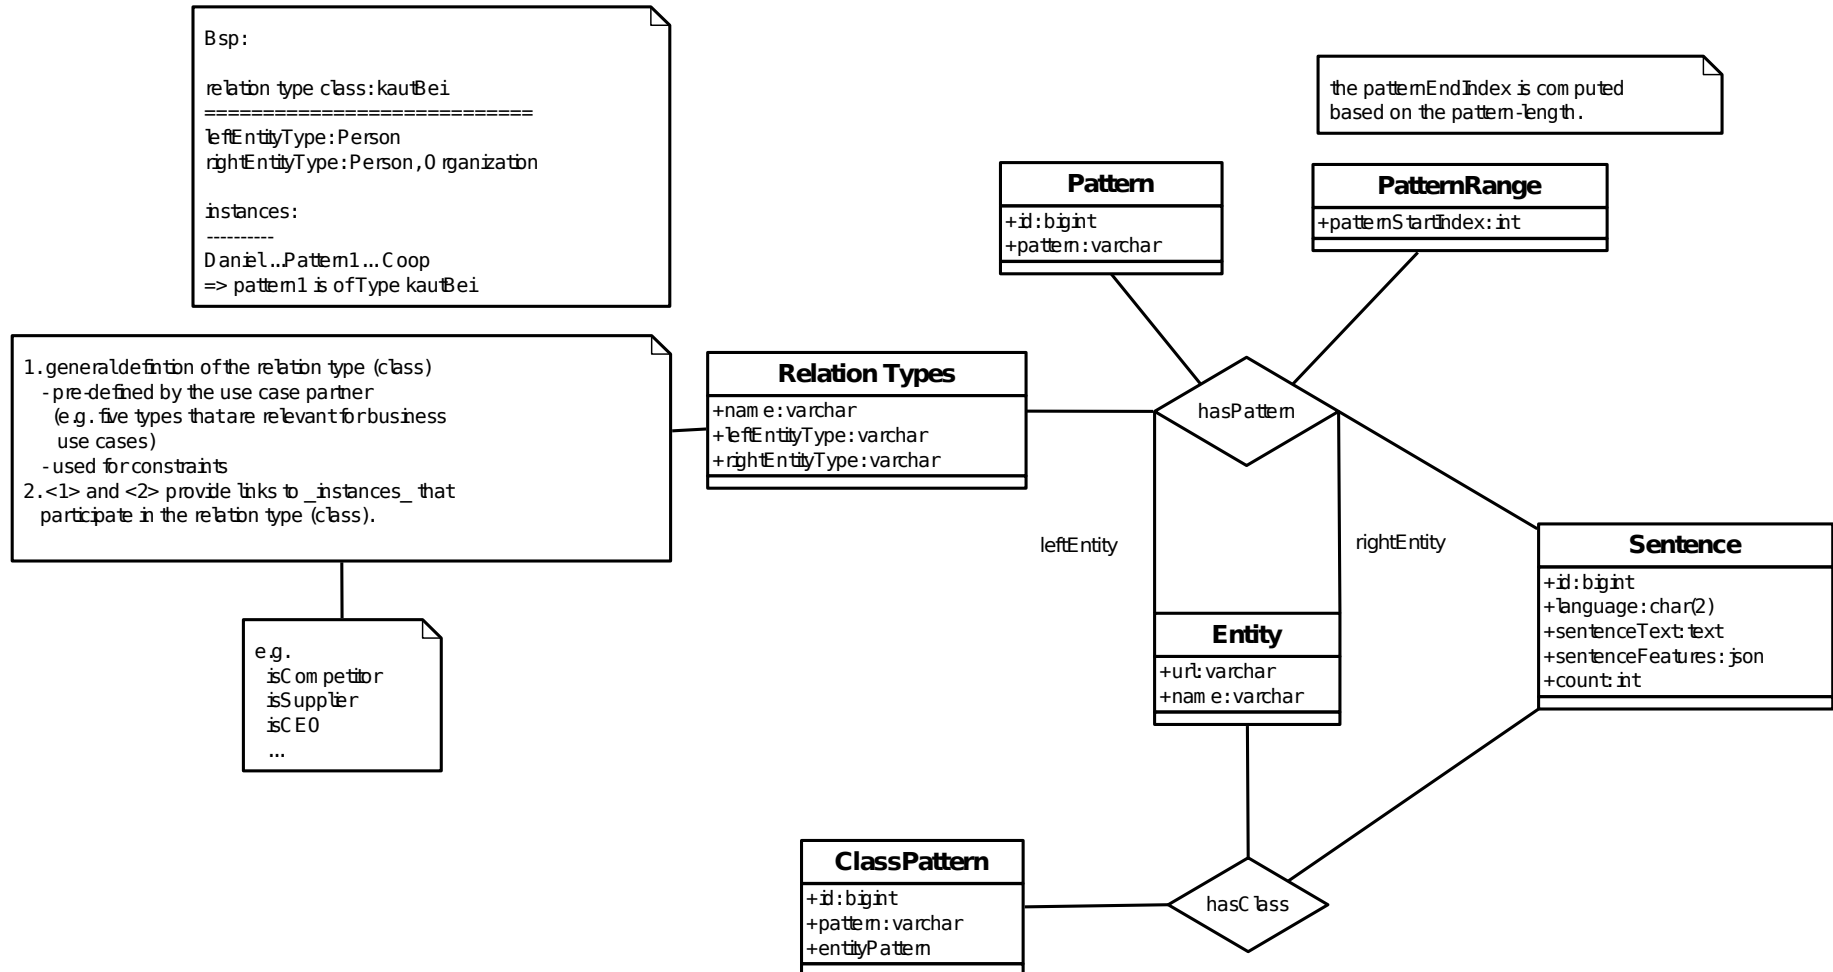 Bsp:
relation type class: kauftBei
============================
leftEntityType: Person
rightEntityType: Person, Organization
instances:
----------
Daniel ...Pattern1 ... Coop
=> pattern1 is of Type kauftBei
the patternEndIndex is computed
based on the pattern-length.
Pattern
+id: bigint
+pattern: varchar
PatternRange
+patternStartIndex: int
1. general defintion of the relation type (class)
- pre-defined by the use case partner
(e.g. five types that are relevant for business
use cases)
- used for constraints
2. <1> and <2> provide links to _instances_ that
participate in the relation type (class).
Relation Types
+name: varchar
+leftEntityType: varchar
+rightEntityType: varchar
hasPattern
leftEntity
rightEntity
Sentence
+id: bigint
+language: char(2)
+sentenceText: text
+sentenceFeatures: json
+count: int
Entity
+url: varchar
+name: varchar
e.g.
isCompetitor
isSupplier
isCEO
...
ClassPattern
+id: bigint
+pattern: varchar
+entityPattern
hasClass